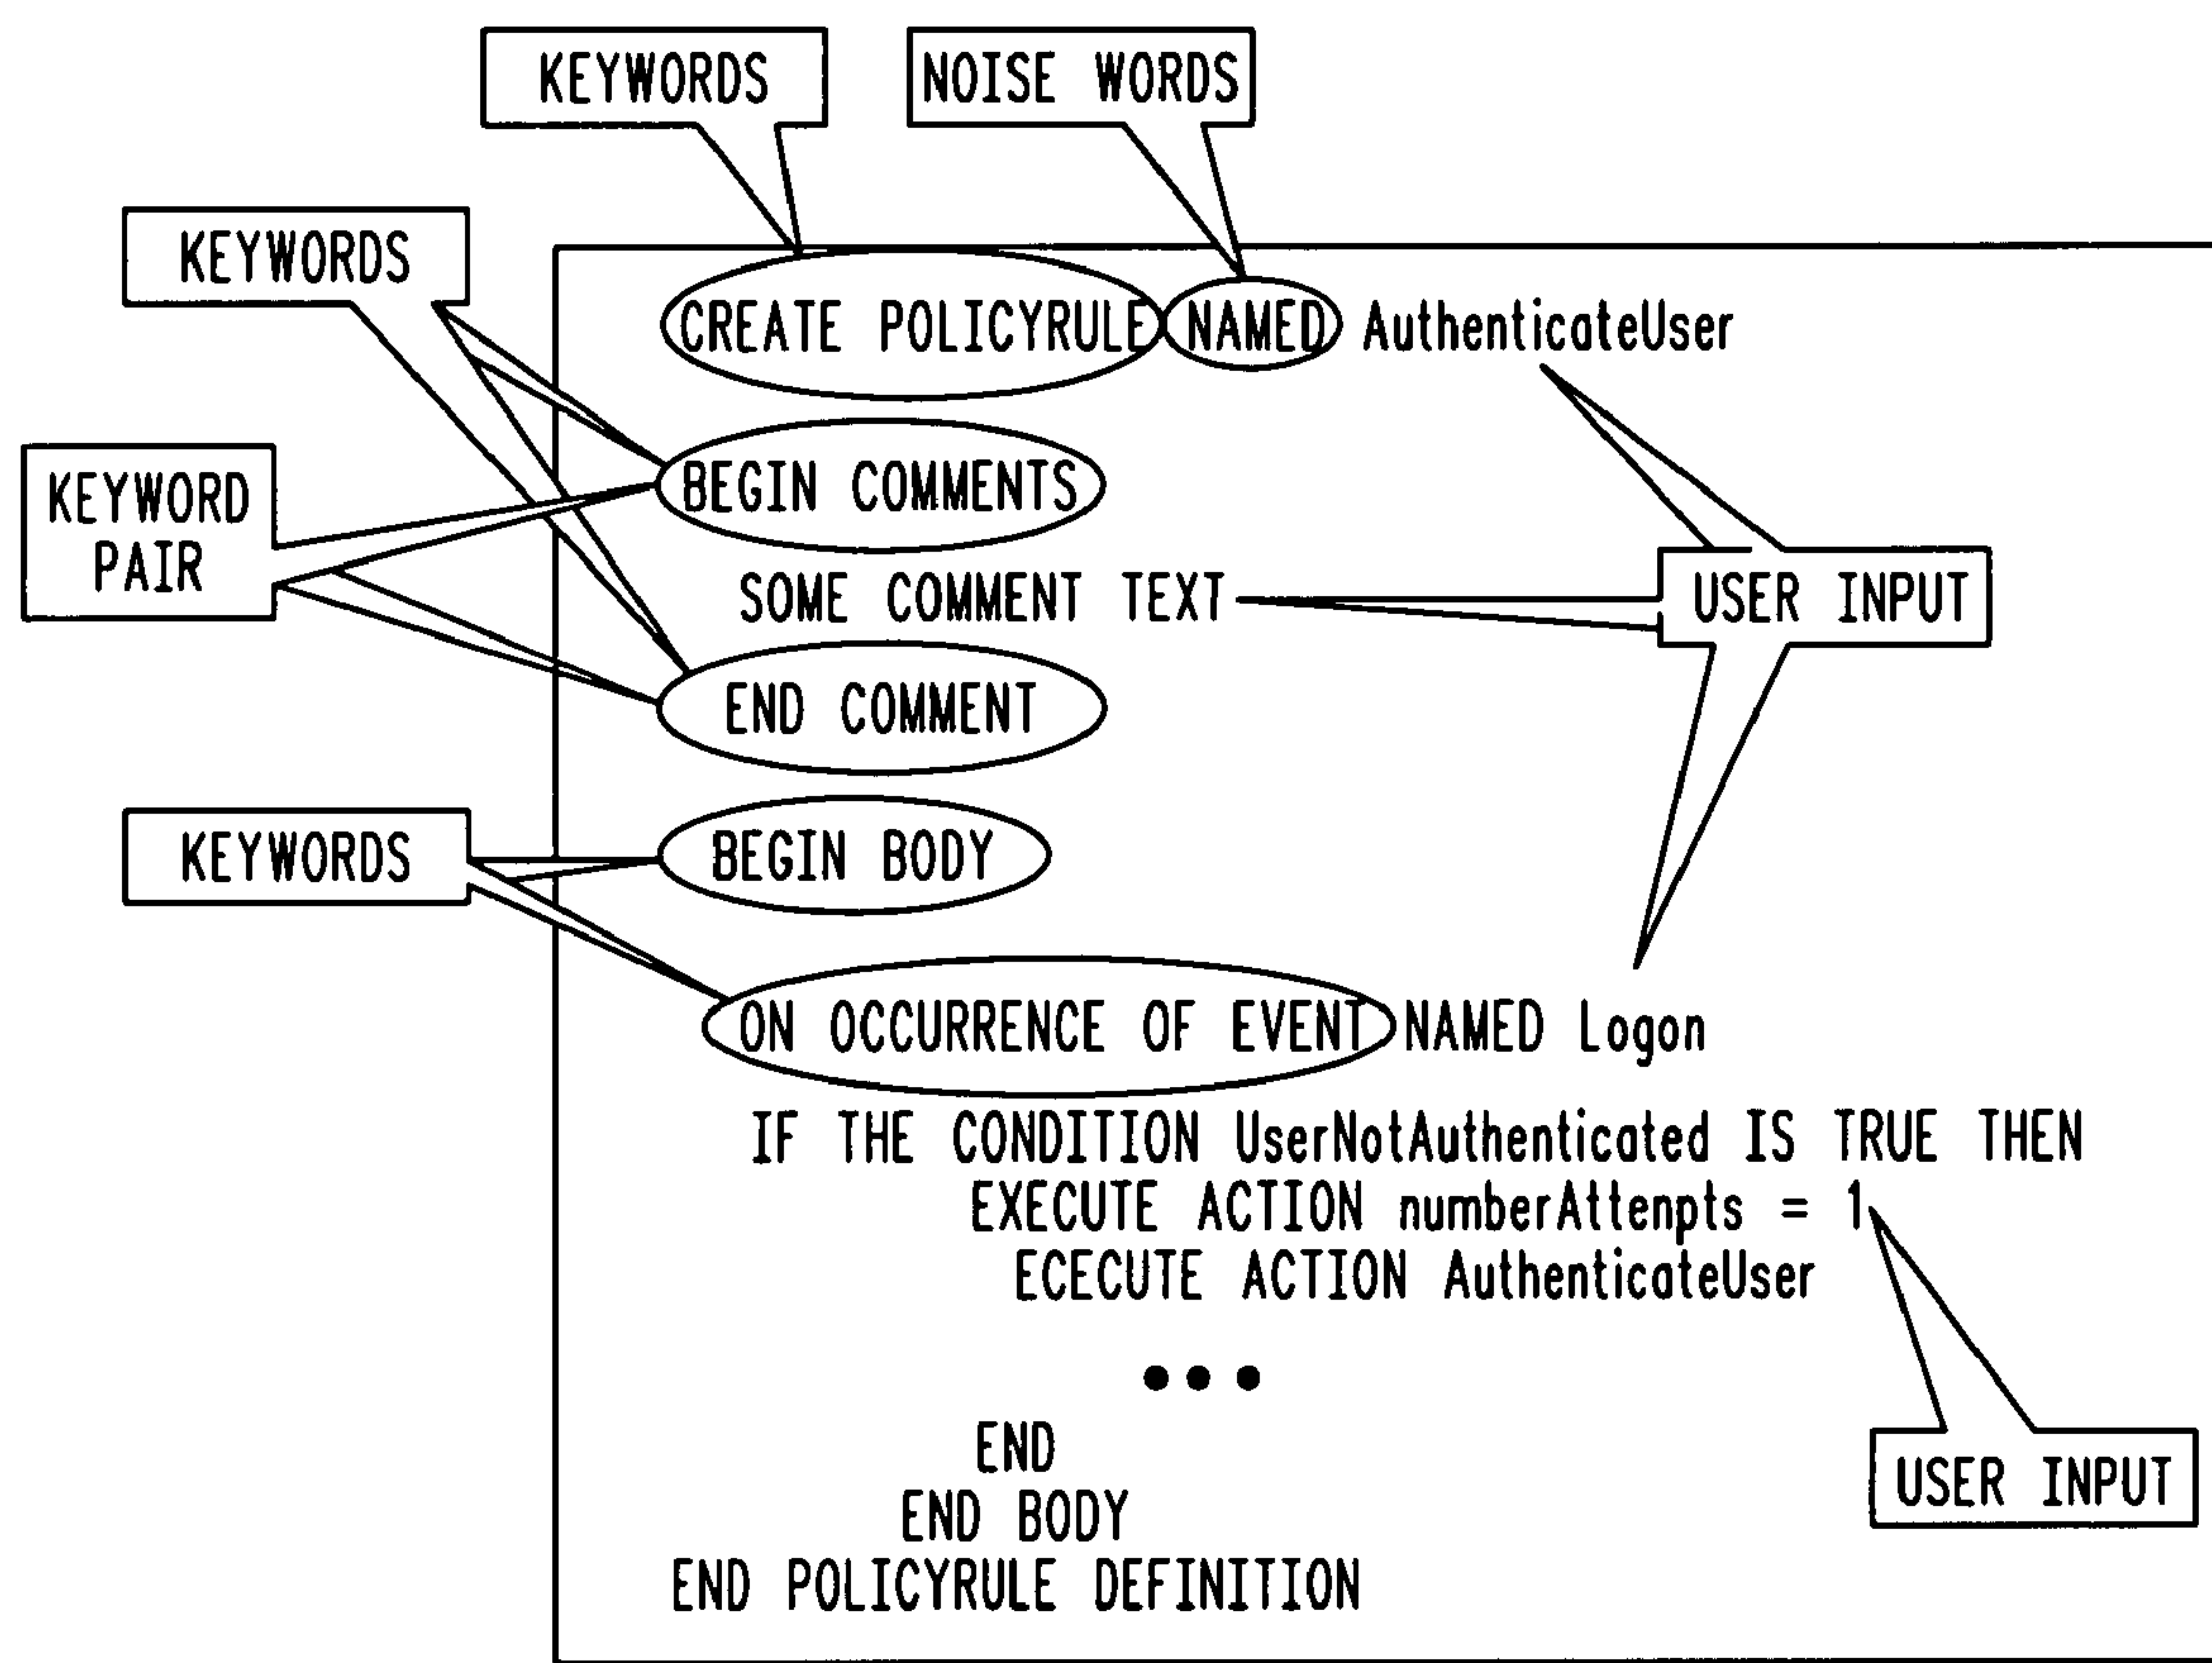 KEYWORDS
NOISE WORDS
KEYWORDS
CREATE POLICYRULE NAMED AuthenticateUser
KEYWORD
PAIR
BEGIN COMMENTS
SOME COMMENT TEXT
USER INPUT
END COMMENT
KEYWORDS
BEGIN BODY
ON OCCURRENCE OF EVENT NAMED Logon
IF THE CONDITION UserNotAuthenticated IS TRUE THEN
EXECUTE ACTION numberAttenpts = 1
ECECUTE ACTION AuthenticateUser
•••
END
END BODY
END POLICYRULE DEFINITION
USER INPUT